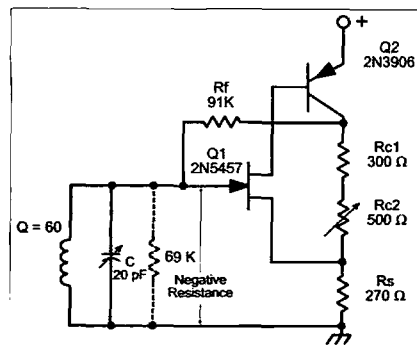 +
Q2
2N3906
Rf
91K
Q1
2N5457
Rc1
300 Ω
Rc2
500 Ω
Q = 60
C
20 pF
69 K
Negative
Resistance
Rs
270 Ω